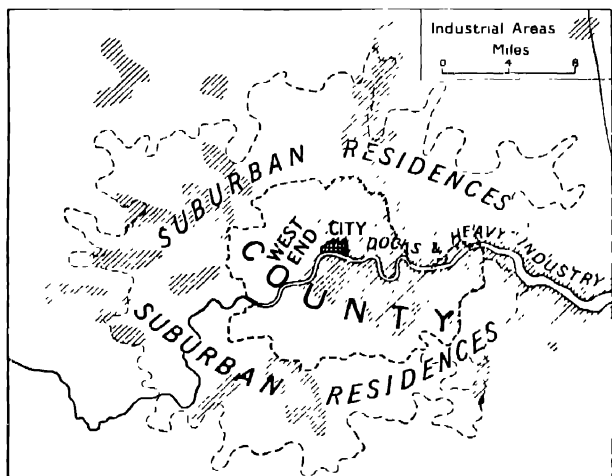 Industrial Areas
Miles
0 4 8
SUBURBAN RESIDENCES
CITY
WEST
END
DOCKS & HEAVY INDUSTRY
COUNTY
SUBURBAN RESIDENCES